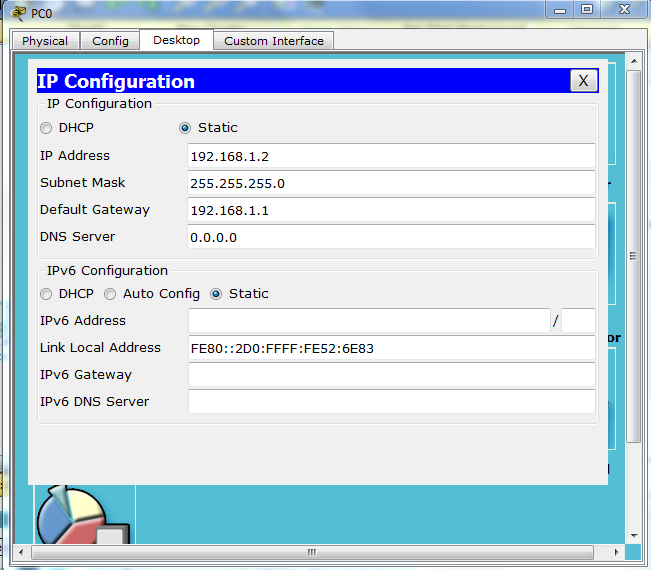 PC0
Physical Config Desktop Custom Interface
IP Configuration X
IP Configuration
DHCP Static
IP Address 192.168.1.2
Subnet Mask 255.255.255.0
Default Gateway 192.168.1.1
DNS Server 0.0.0.0
IPv6 Configuration
DHCP Auto Config Static
IPv6 Address /
Link Local Address FE80::2D0:FFFF:FE52:6E83
IPv6 Gateway
IPv6 DNS Server
or